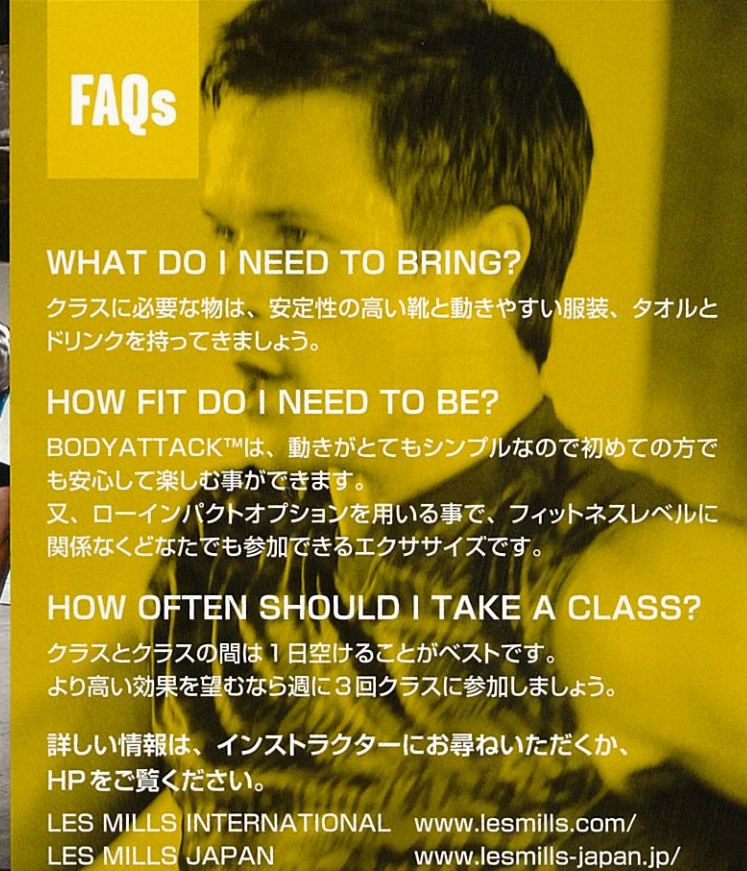 FAQs
WHAT DO I NEED TO BRING?
クラスに必要な物は、安定性の高い靴と動きやすい服装、タオルと
ドリンクを持ってきましょう。
HOW FIT DO I NEED TO BE?
BODYATTACK™は、動きがとてもシンプルなので初めての方で
も安心して楽しむ事ができます。
又、ローインパクトオプションを用いる事で、フィットネスレベルに
関係なくどなたでも参加できるエクササイズです。
HOW OFTEN SHOULD I TAKE A CLASS?
クラスとクラスの間は1日空けることがベストです。
より高い効果を望むなら週に3回クラスに参加しましょう。
詳しい情報は、インストラクターにお尋ねいただくか、
HPをご覧ください。
LES MILLS INTERNATIONAL www.lesmills.com/
LES MILLS JAPAN www.lesmills-japan.jp/